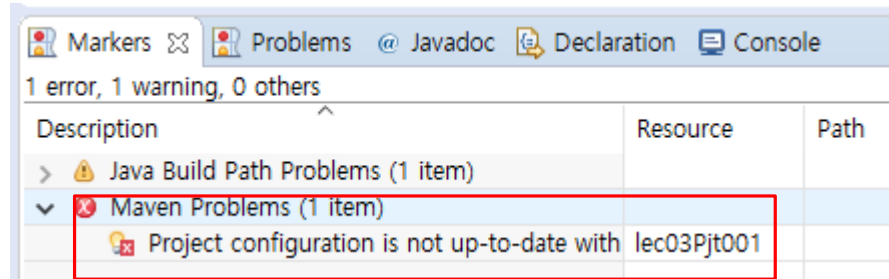 Markers Problems @ Javadoc Declaration Console
1 error, 1 warning, 0 others
Description Resource Path
Java Build Path Problems (1 item)
Maven Problems (1 item)
Project configuration is not up-to-date with lec03Pjt001